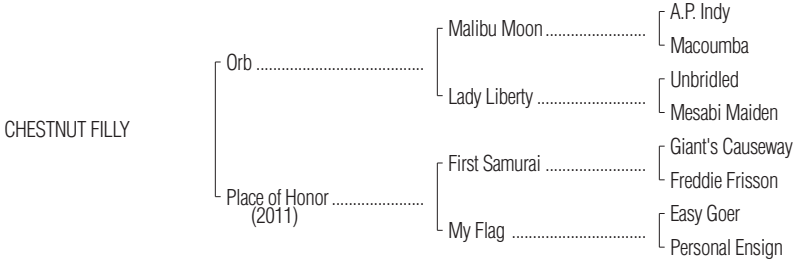 A.P. Indy
Malibu Moon ........................
Macoumba
Orb ........................................
Unbridled
Lady Liberty ..........................
Mesabi Maiden
CHESTNUT FILLY
Giant's Causeway
First Samurai ........................
Freddie Frisson
Place of Honor ......................
(2011)
Easy Goer
My Flag ................................
Personal Ensign